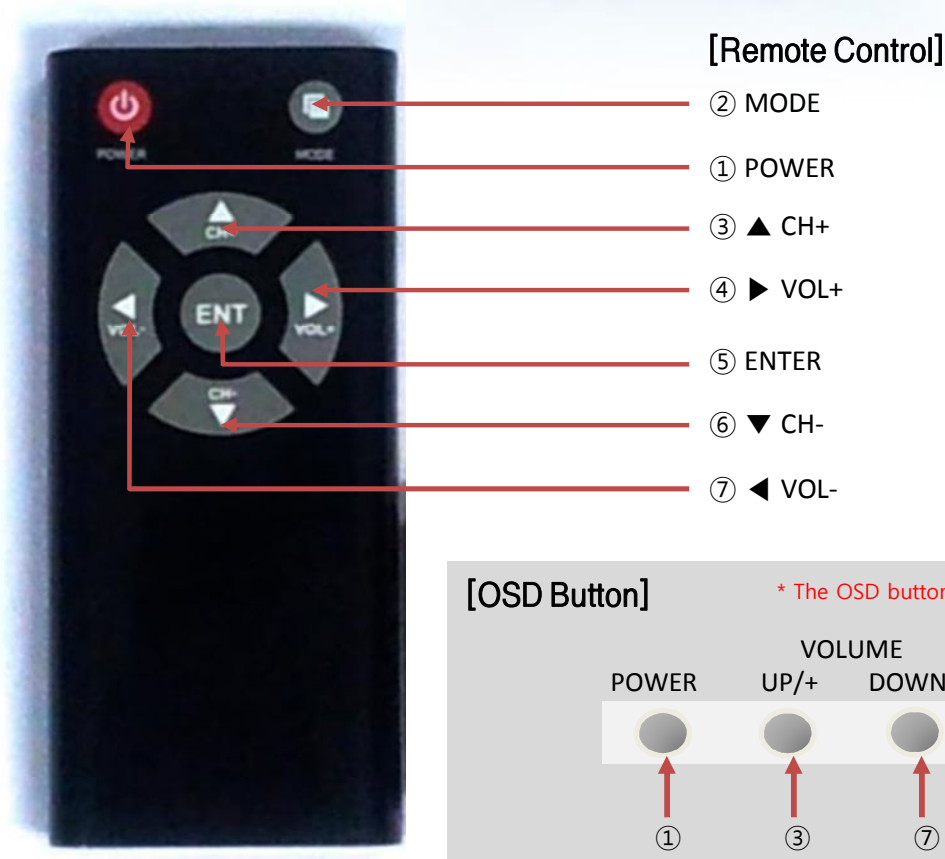 [Remote Control]
② MODE
① POWER
③ ▲ CH+
④ ▶ VOL+
⑤ ENTER
⑥ ▼ CH-
⑦ ◀ VOL-
POWER
MODE
CH+
VOL-
ENT
VOL+
CH-
[OSD Button]
* The OSD button
VOLUME
POWER UP/+ DOWN
① ③ ⑦